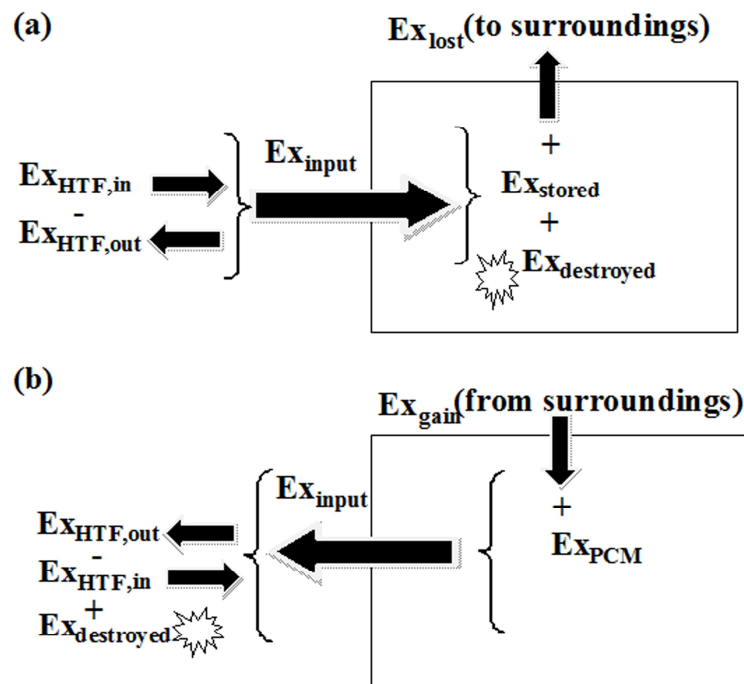 (a)
Ex_lost (to surroundings)
Ex_input
+
Ex_HTF,in
Ex_stored
-
+
Ex_HTF,out
Ex_destroyed
(b)
Ex_gain (from surroundings)
Ex_input
+
Ex_HTF,out
Ex_PCM
-
Ex_HTF,in
+
Ex_destroyed